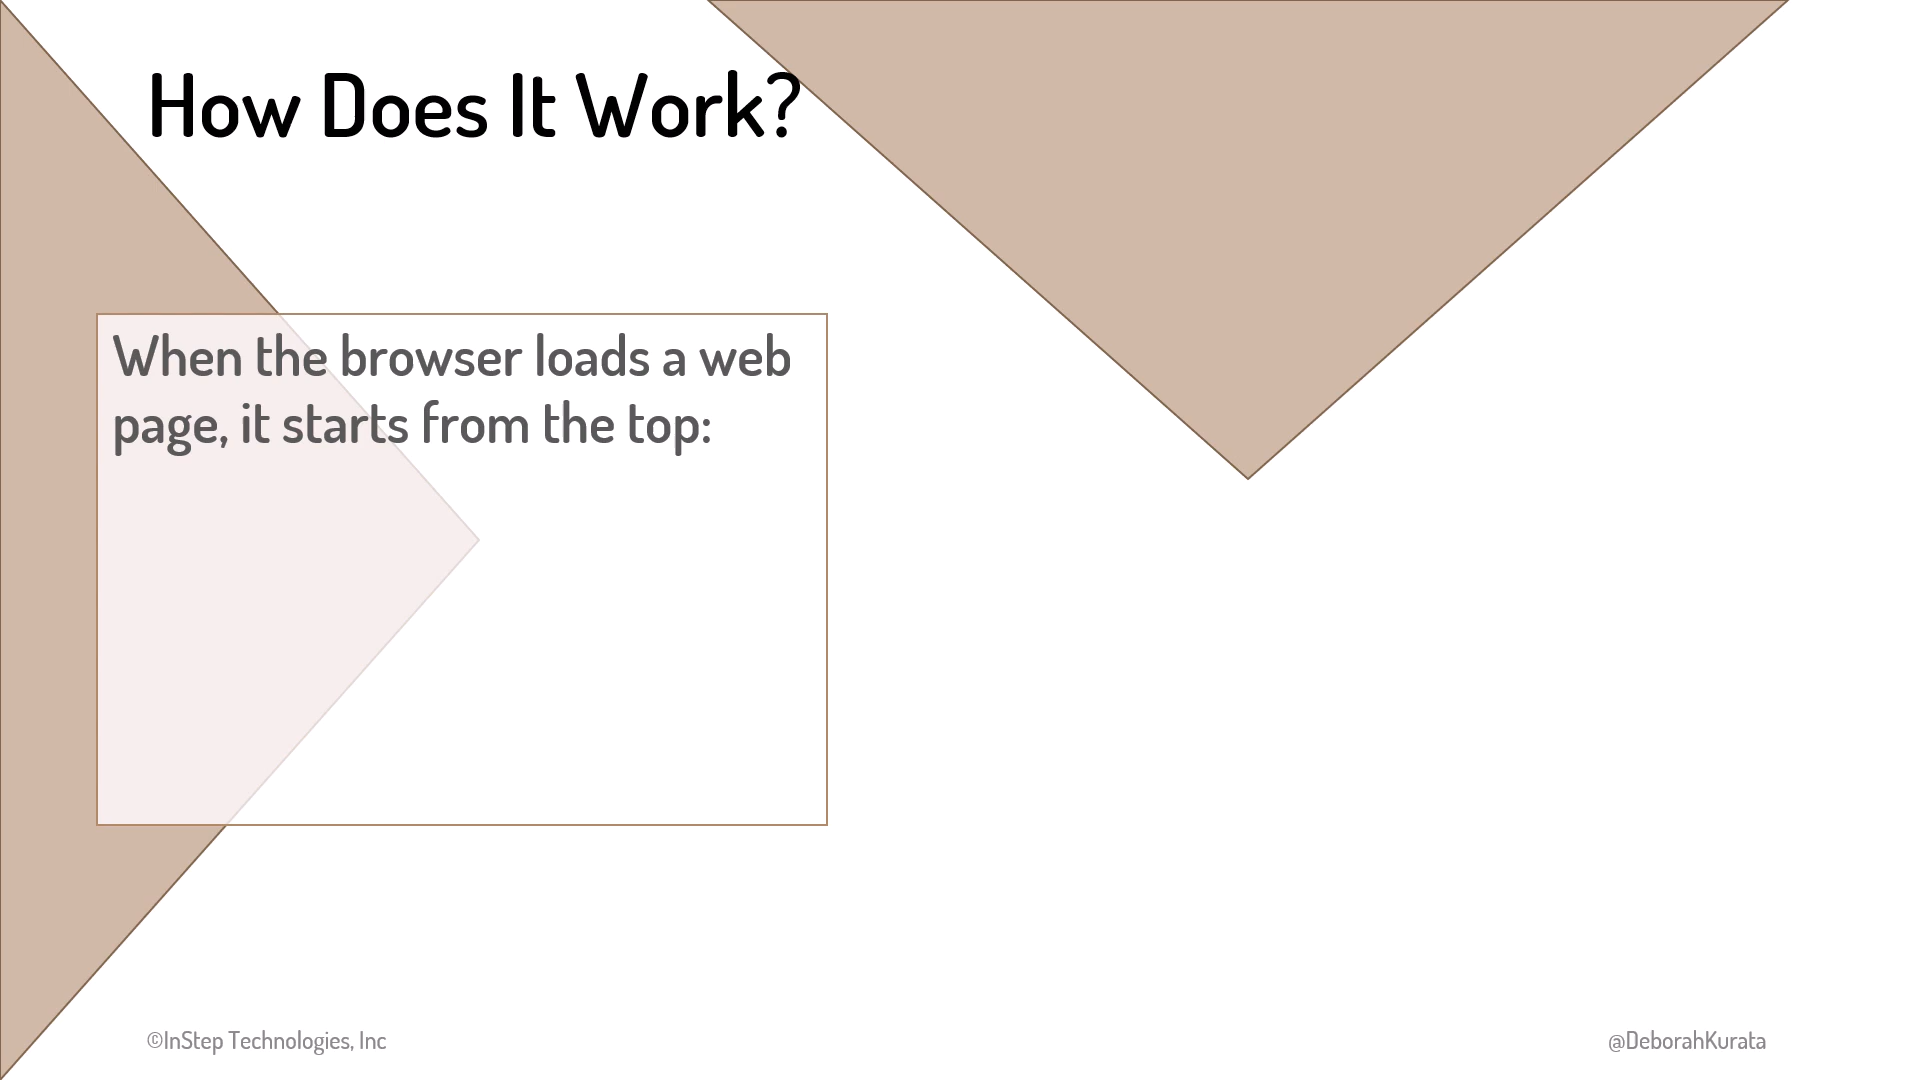 How Does It Work?
When the browser loads a web
page, it starts from the top:
©InStep Technologies, Inc
@DeborahKurata